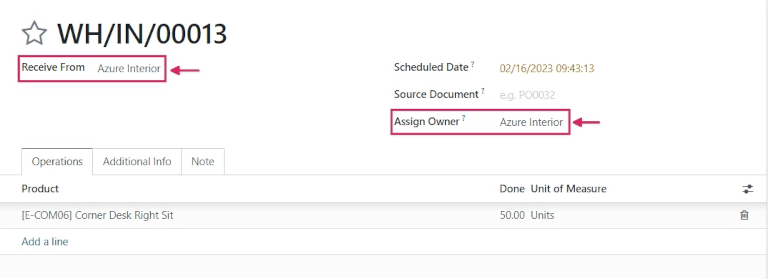 WH/IN/00013
Receive From Azure Interior
Scheduled Date ? 02/16/2023 09:43:13
Source Document ? e.g. PO0032
Assign Owner ? Azure Interior
Operations Additional Info Note
Product Done Unit of Measure
[E-COM06] Corner Desk Right Sit 50.00 Units
Add a line